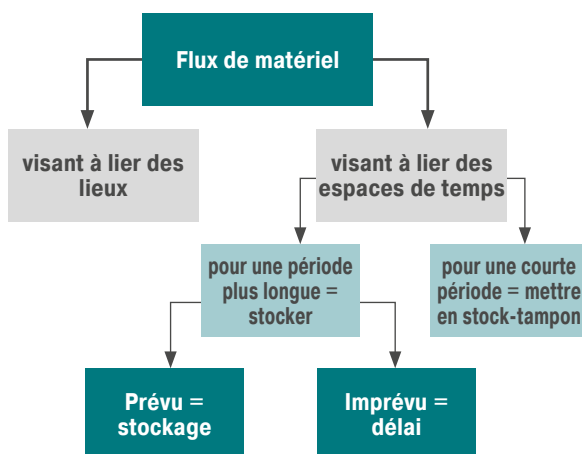 Flux de matériel
visant à lier des
lieux
visant à lier des
espaces de temps
pour une période
plus longue =
stocker
pour une courte
période = mettre
en stock-tampon
Prévu =
stockage
Imprévu =
délai